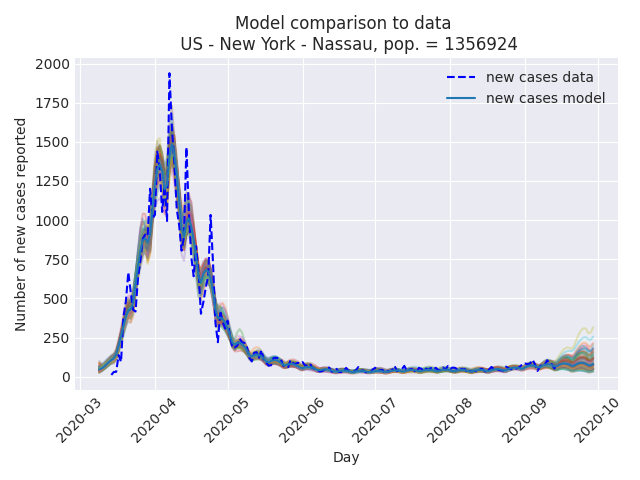 Model comparison to data
US - New York - Nassau, pop. = 1356924
new cases data
new cases model
Number of new cases reported
2000
1750
1500
1250
1000
750
500
250
0
2020-03
2020-04
2020-05
2020-06
2020-07
2020-08
2020-09
2020-10
Day